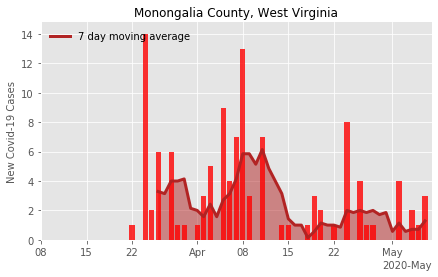 Monongalia County, West Virginia
7 day moving average
New Covid-19 Cases
14
12
10
8
6
4
2
0
08
15
22
Apr
08
15
22
May
2020-May